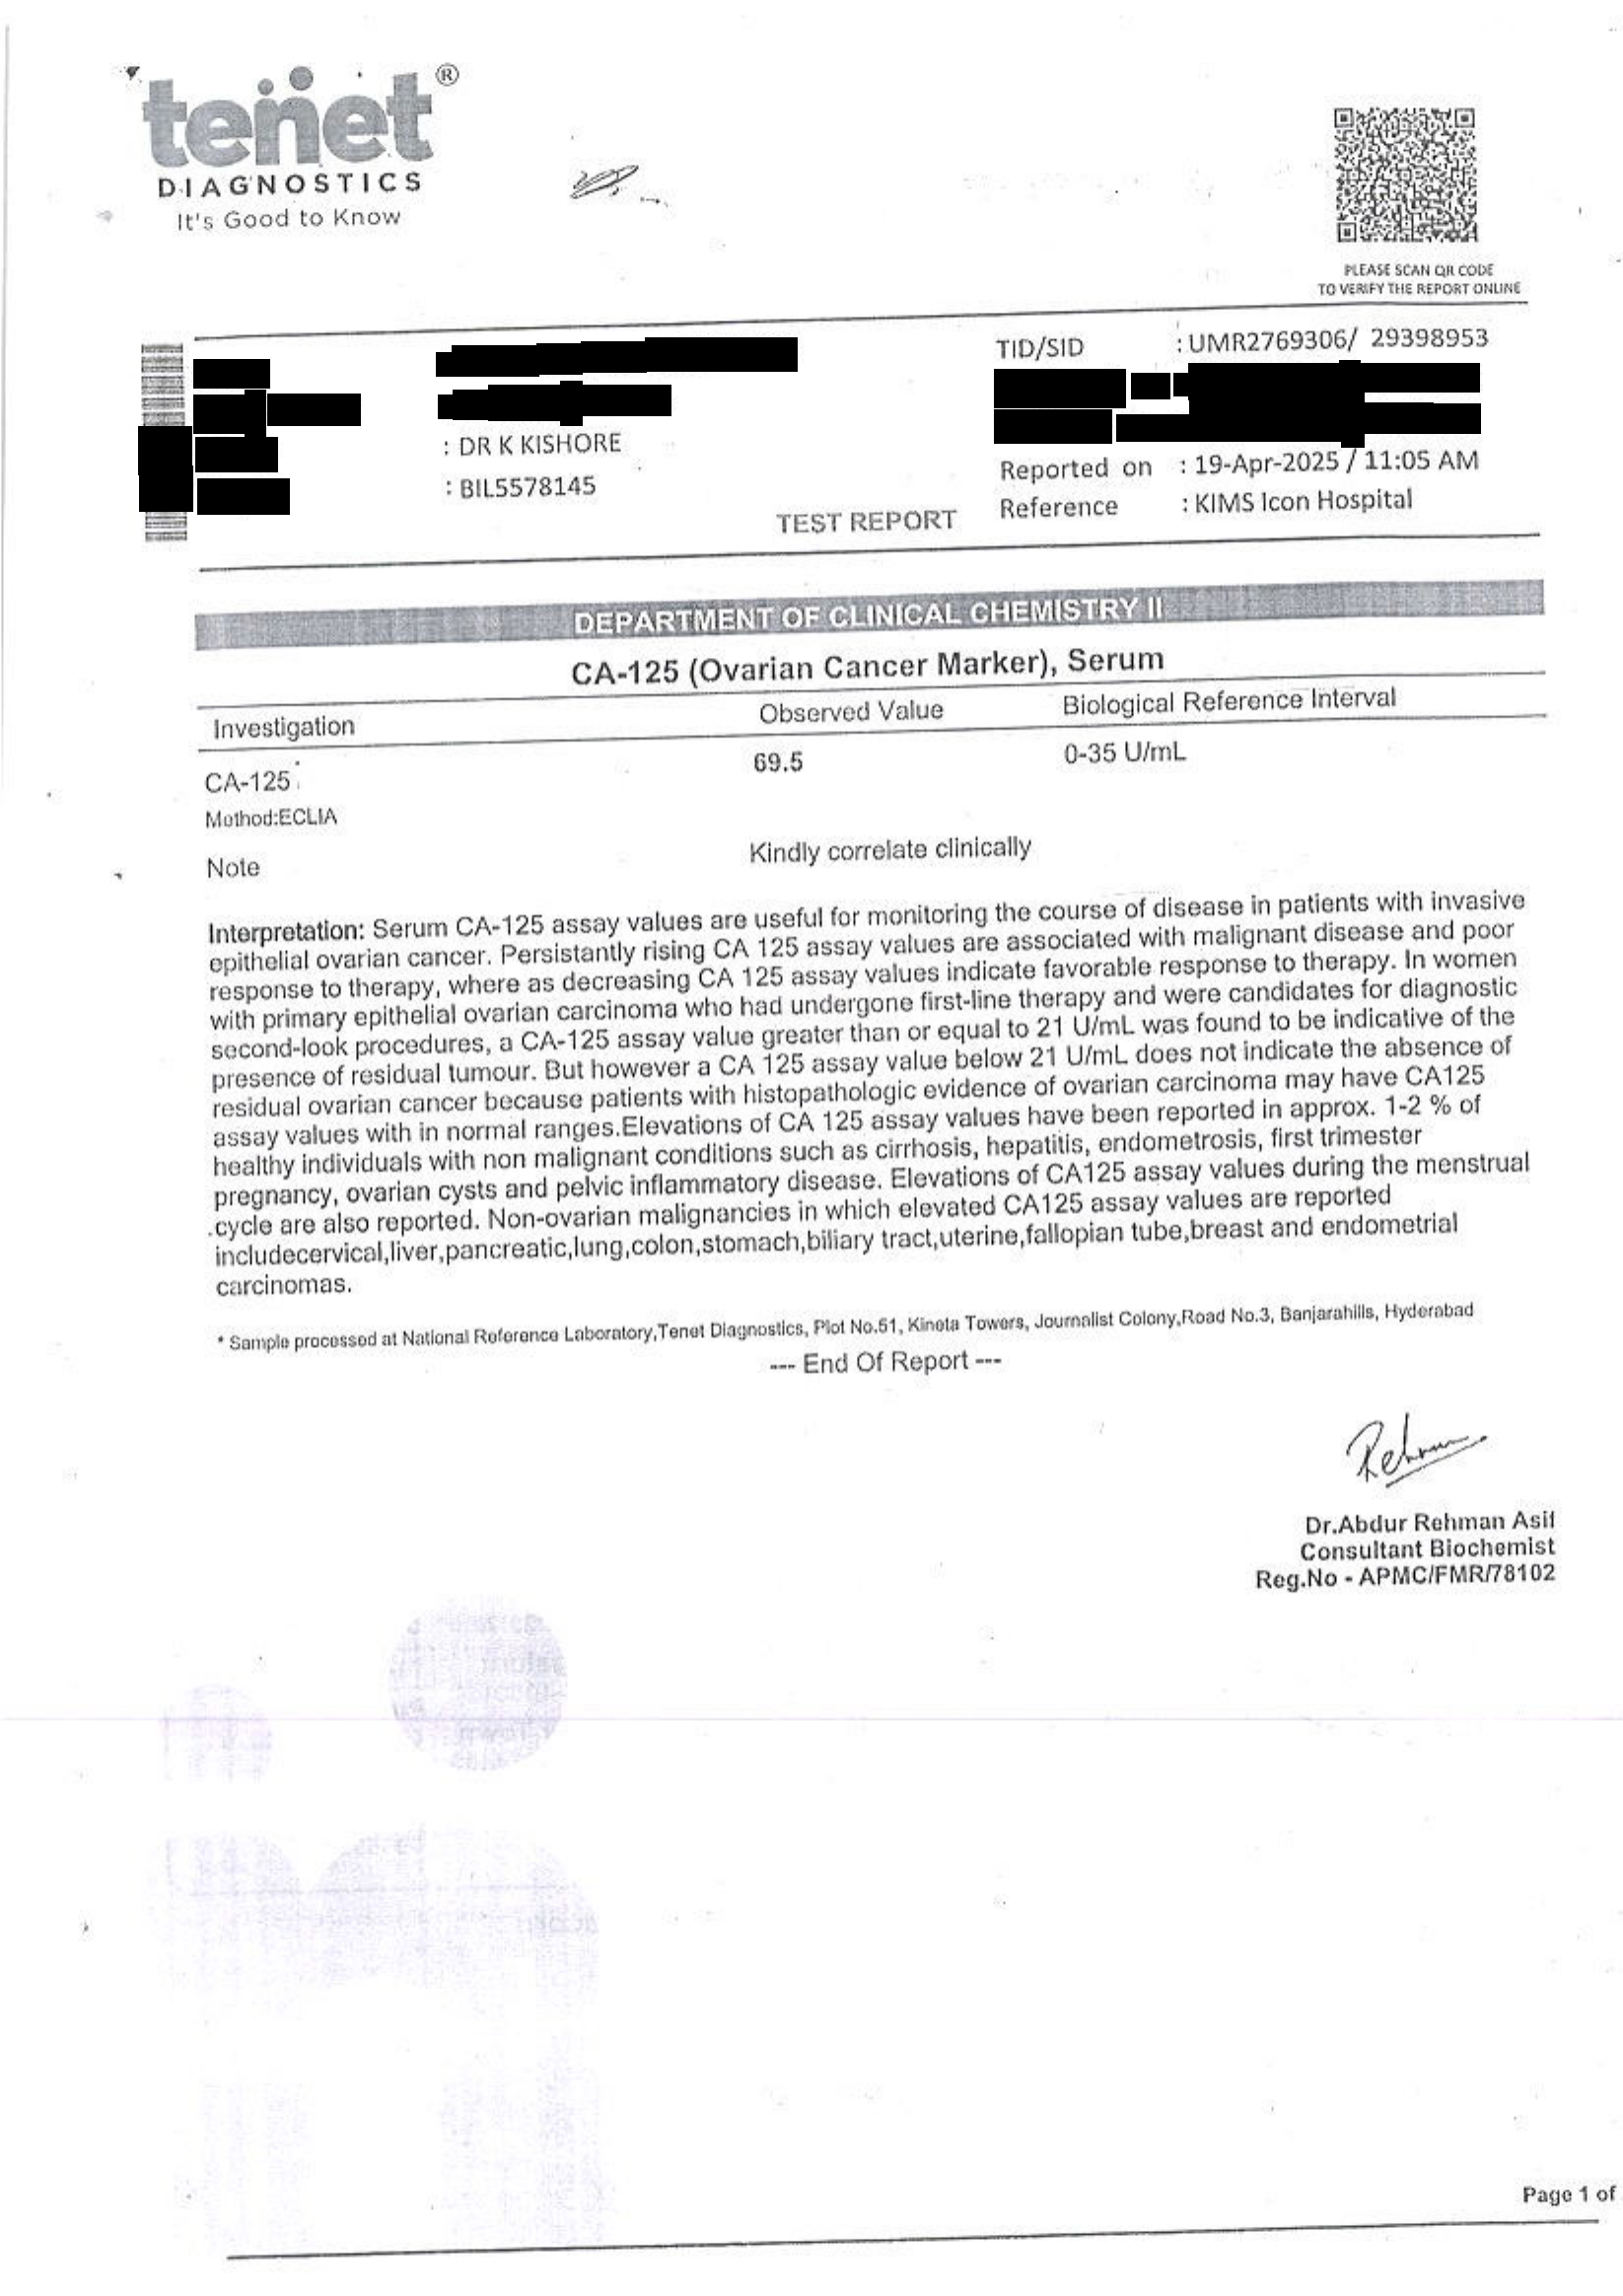 tenet®
DIAGNOSTICS
It's Good to Know
PLEASE SCAN QR CODE
TO VERIFY THE REPORT ONLINE
TID/SID : UMR2769306/ 29398953
: DR K KISHORE
: BIL5578145
Reported on : 19-Apr-2025 / 11:05 AM
Reference : KIMS Icon Hospital
TEST REPORT
DEPARTMENT OF CLINICAL CHEMISTRY II
CA-125 (Ovarian Cancer Marker), Serum
Investigation Observed Value Biological Reference Interval
CA-125 69.5 0-35 U/mL
Method:ECLIA
Note Kindly correlate clinically
Interpretation: Serum CA-125 assay values are useful for monitoring the course of disease in patients with invasive
epithelial ovarian cancer. Persistantly rising CA 125 assay values are associated with malignant disease and poor
response to therapy, where as decreasing CA 125 assay values indicate favorable response to therapy. In women
with primary epithelial ovarian carcinoma who had undergone first-line therapy and were candidates for diagnostic
second-look procedures, a CA-125 assay value greater than or equal to 21 U/mL was found to be indicative of the
presence of residual tumour. But however a CA 125 assay value below 21 U/mL does not indicate the absence of
residual ovarian cancer because patients with histopathologic evidence of ovarian carcinoma may have CA125
assay values with in normal ranges.Elevations of CA 125 assay values have been reported in approx. 1-2 % of
healthy individuals with non malignant conditions such as cirrhosis, hepatitis, endometrosis, first trimester
pregnancy, ovarian cysts and pelvic inflammatory disease. Elevations of CA125 assay values during the menstrual
.cycle are also reported. Non-ovarian malignancies in which elevated CA125 assay values are reported
includecervical,liver,pancreatic,lung,colon,stomach,biliary tract,uterine,fallopian tube,breast and endometrial
carcinomas.
* Sample processed at National Reference Laboratory,Tenet Diagnostics, Plot No.51, Kineta Towers, Journalist Colony,Road No.3, Banjarahills, Hyderabad
--- End Of Report ---
Rehman
Dr.Abdur Rehman Asif
Consultant Biochemist
Reg.No - APMC/FMR/78102
Page 1 of